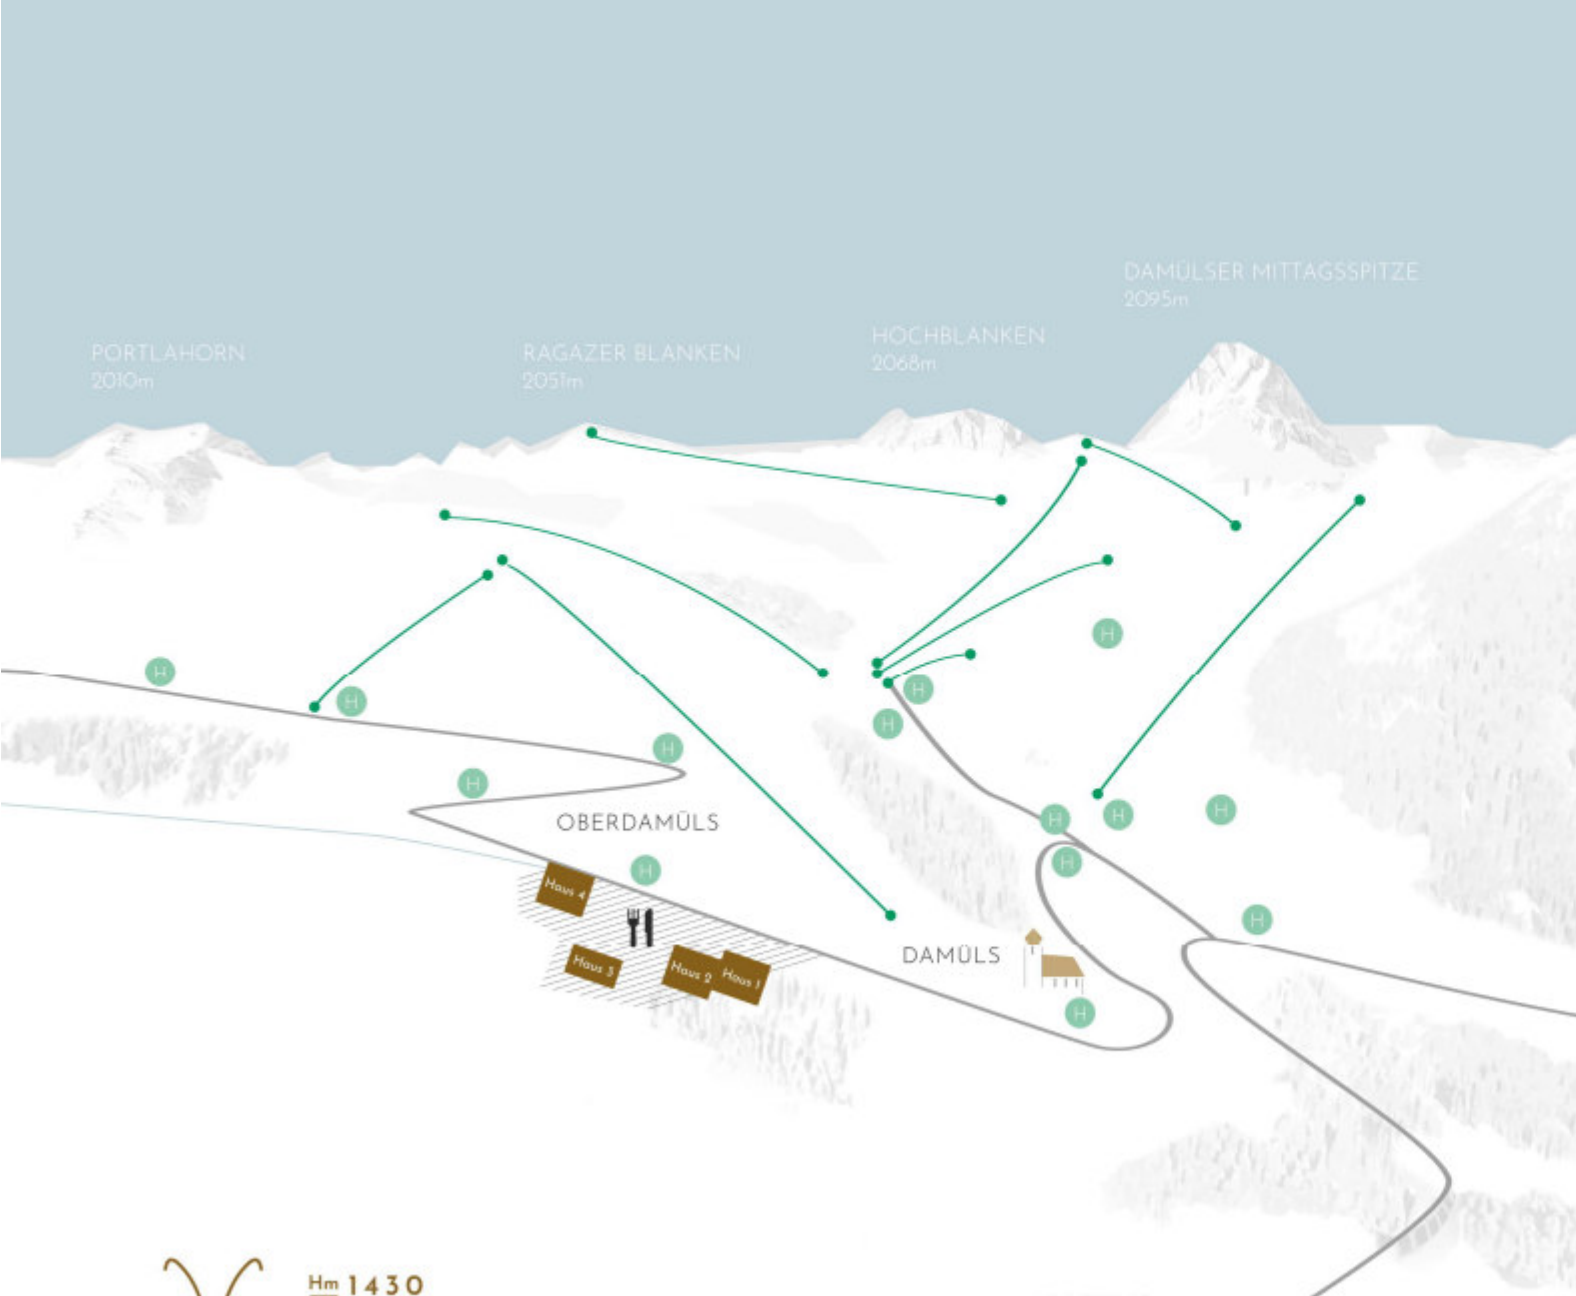 DAMÜLSER MITTAGSSPITZE
2095m
HOCHBLANKEN
2068m
PORTLAHORN
2010m
RAGAZER BLANKEN
2051m
H
H
H
H
H
H
H
OBERDAMÜLS
H
H
H
H
H
H
Haus 4
H
DAMÜLS
Haus 3
Haus 2
Haus 1
H
Hm 1430